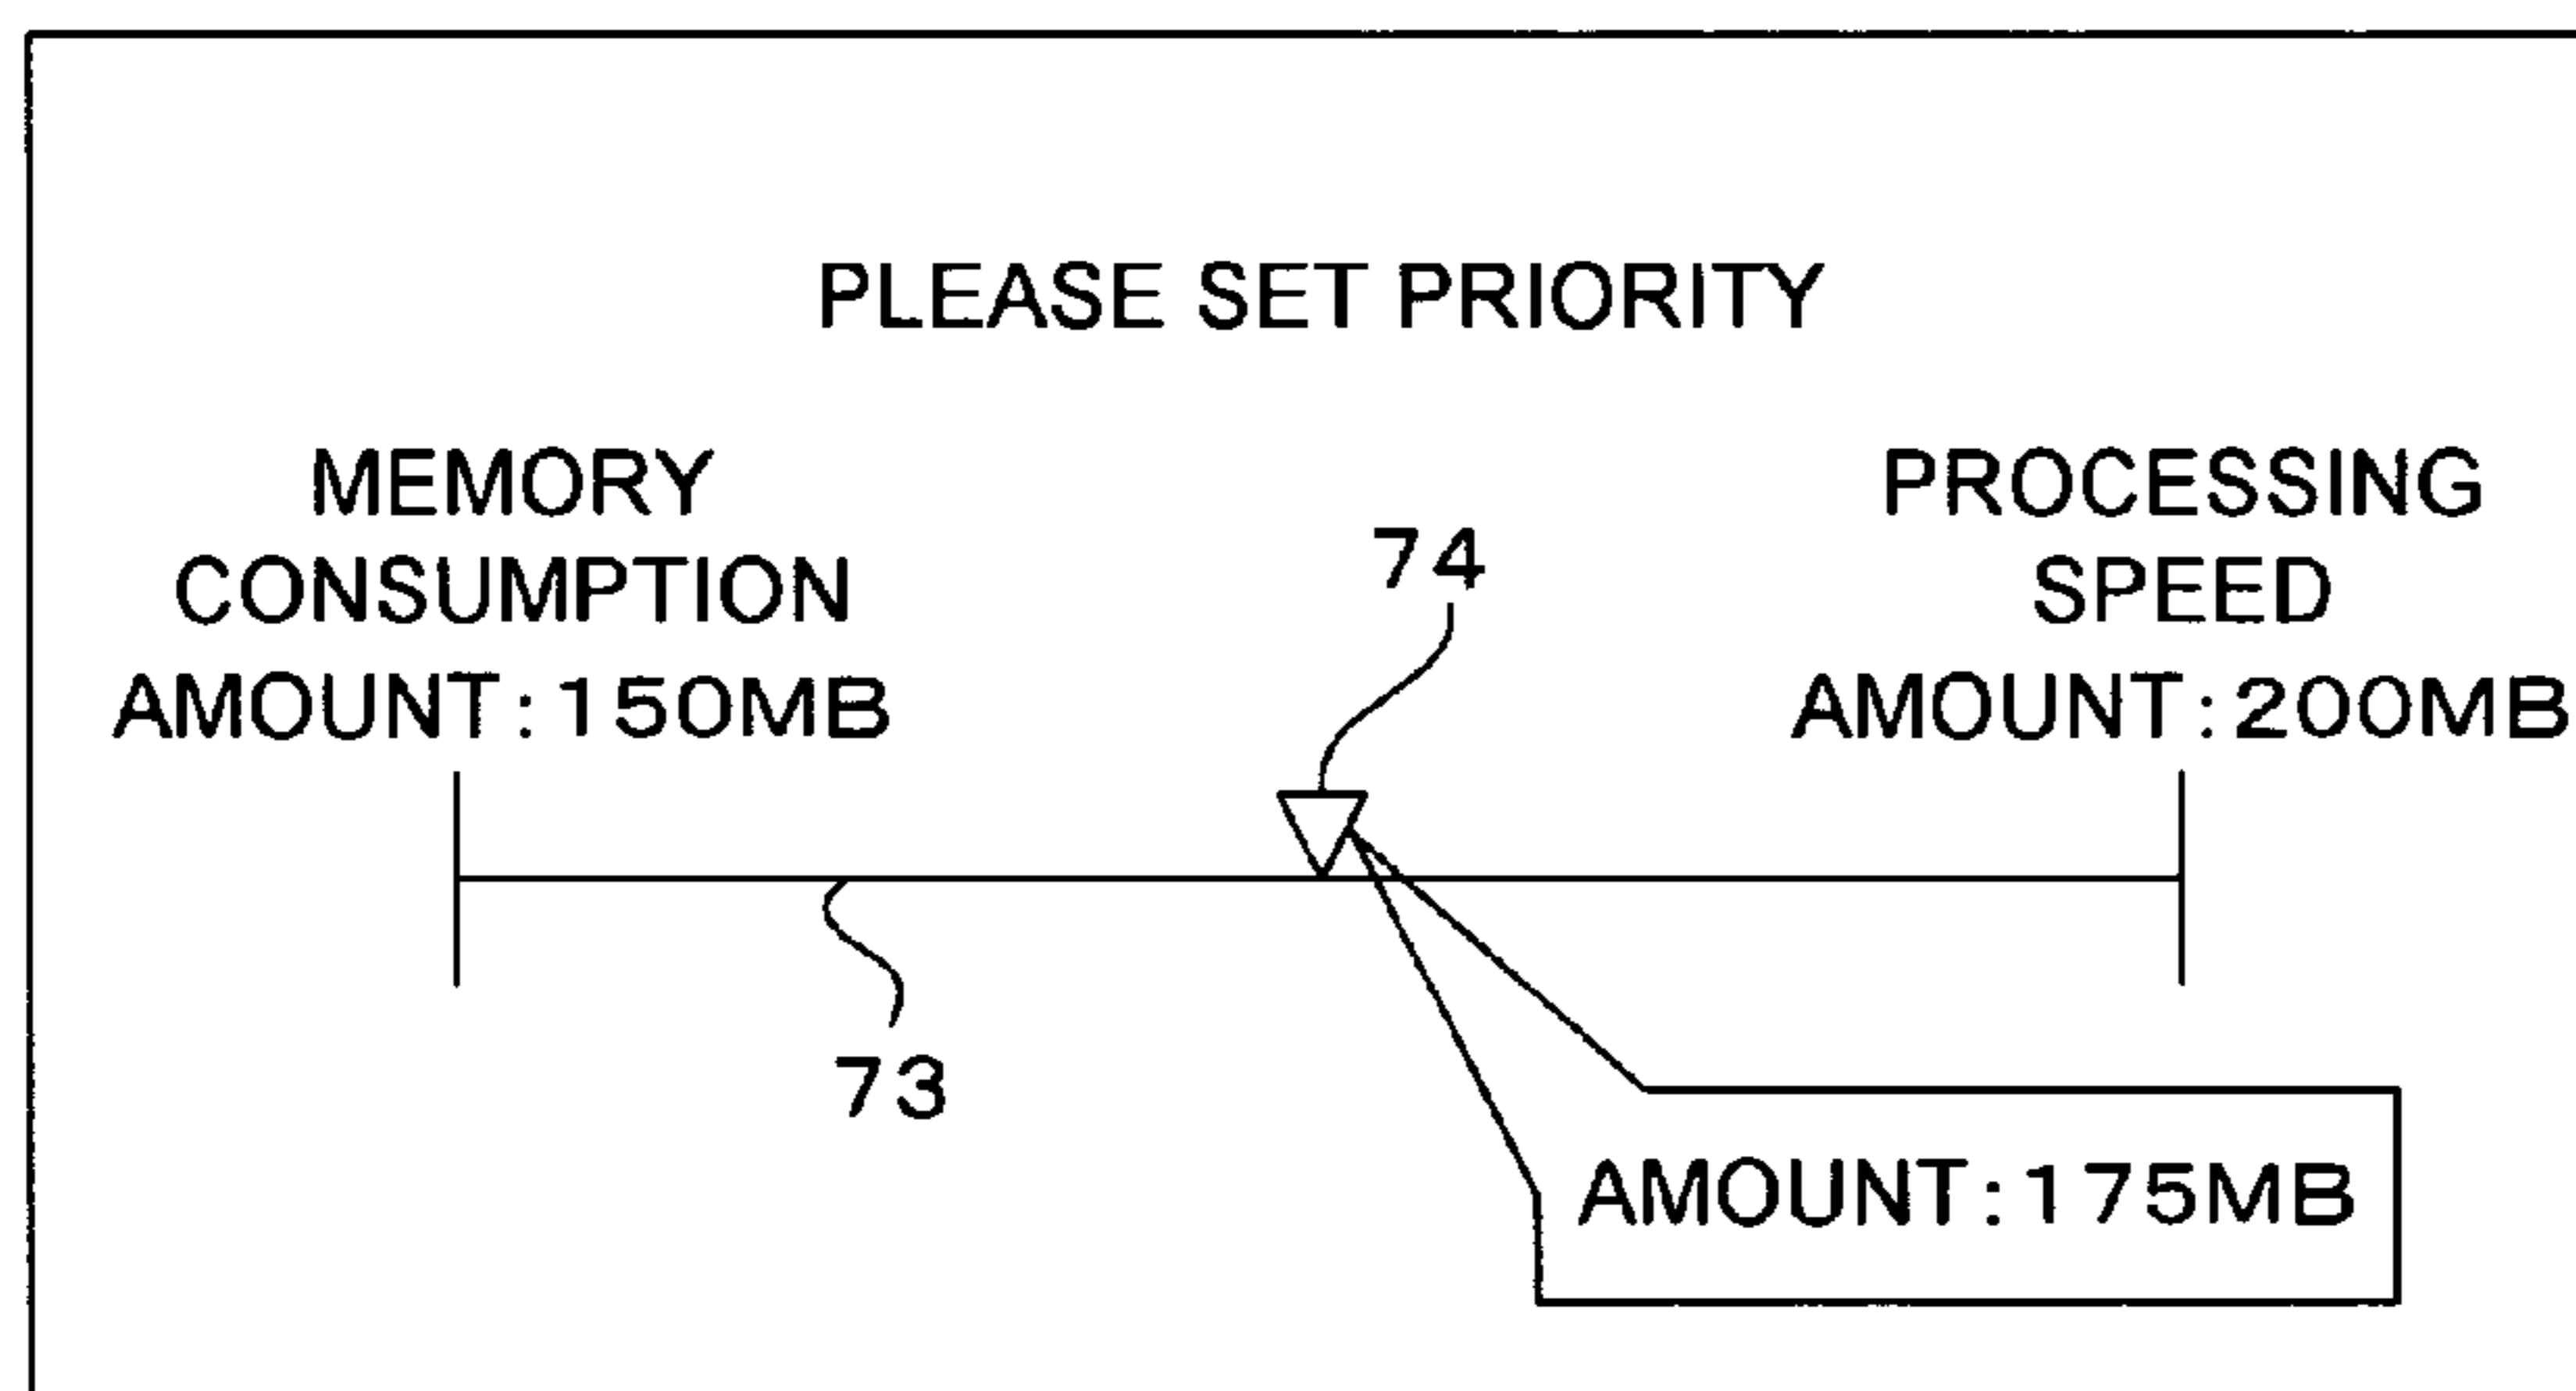 PLEASE SET PRIORITY
MEMORY
CONSUMPTION
AMOUNT:150MB
74
PROCESSING
SPEED
AMOUNT:200MB
73
AMOUNT:175MB